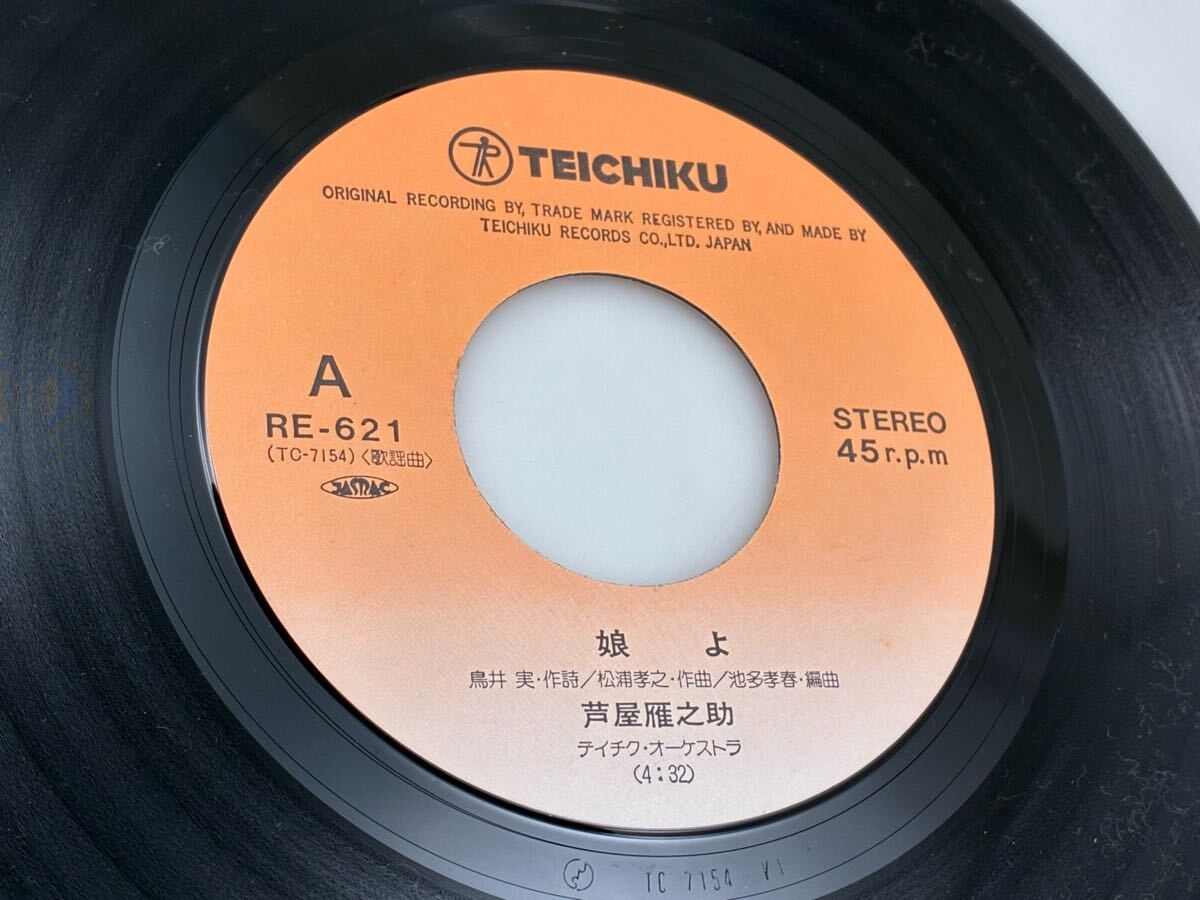 TEICHIKU
ORIGINAL RECORDING BY, TRADE MARK REGISTERED BY, AND MADE BY
TEICHIKU RECORDS CO.,LTD. JAPAN
A
RE-621
(TC-7154)〈歌謡曲〉
JASRAC
STEREO
45 r.p.m
娘よ
鳥井 実・作詩/松浦孝之・作曲/池多孝春・編曲
芦屋雁之助
テイチク・オーケストラ
(4:32)
TC 7154 V1